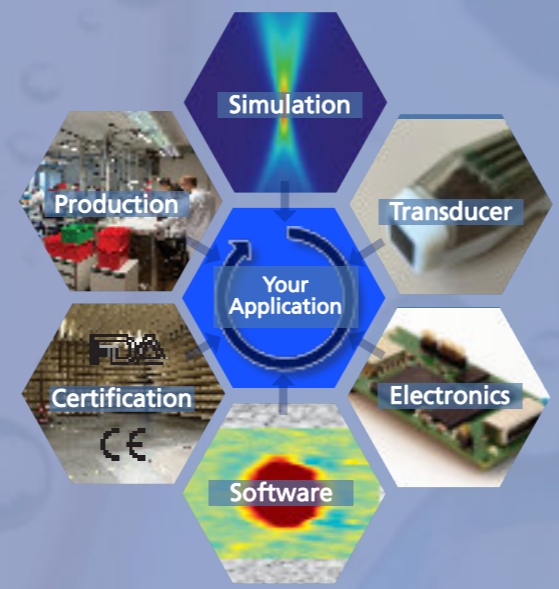 Simulation
Production
Transducer
Your
Application
FDA
Certification
CE
Electronics
Software